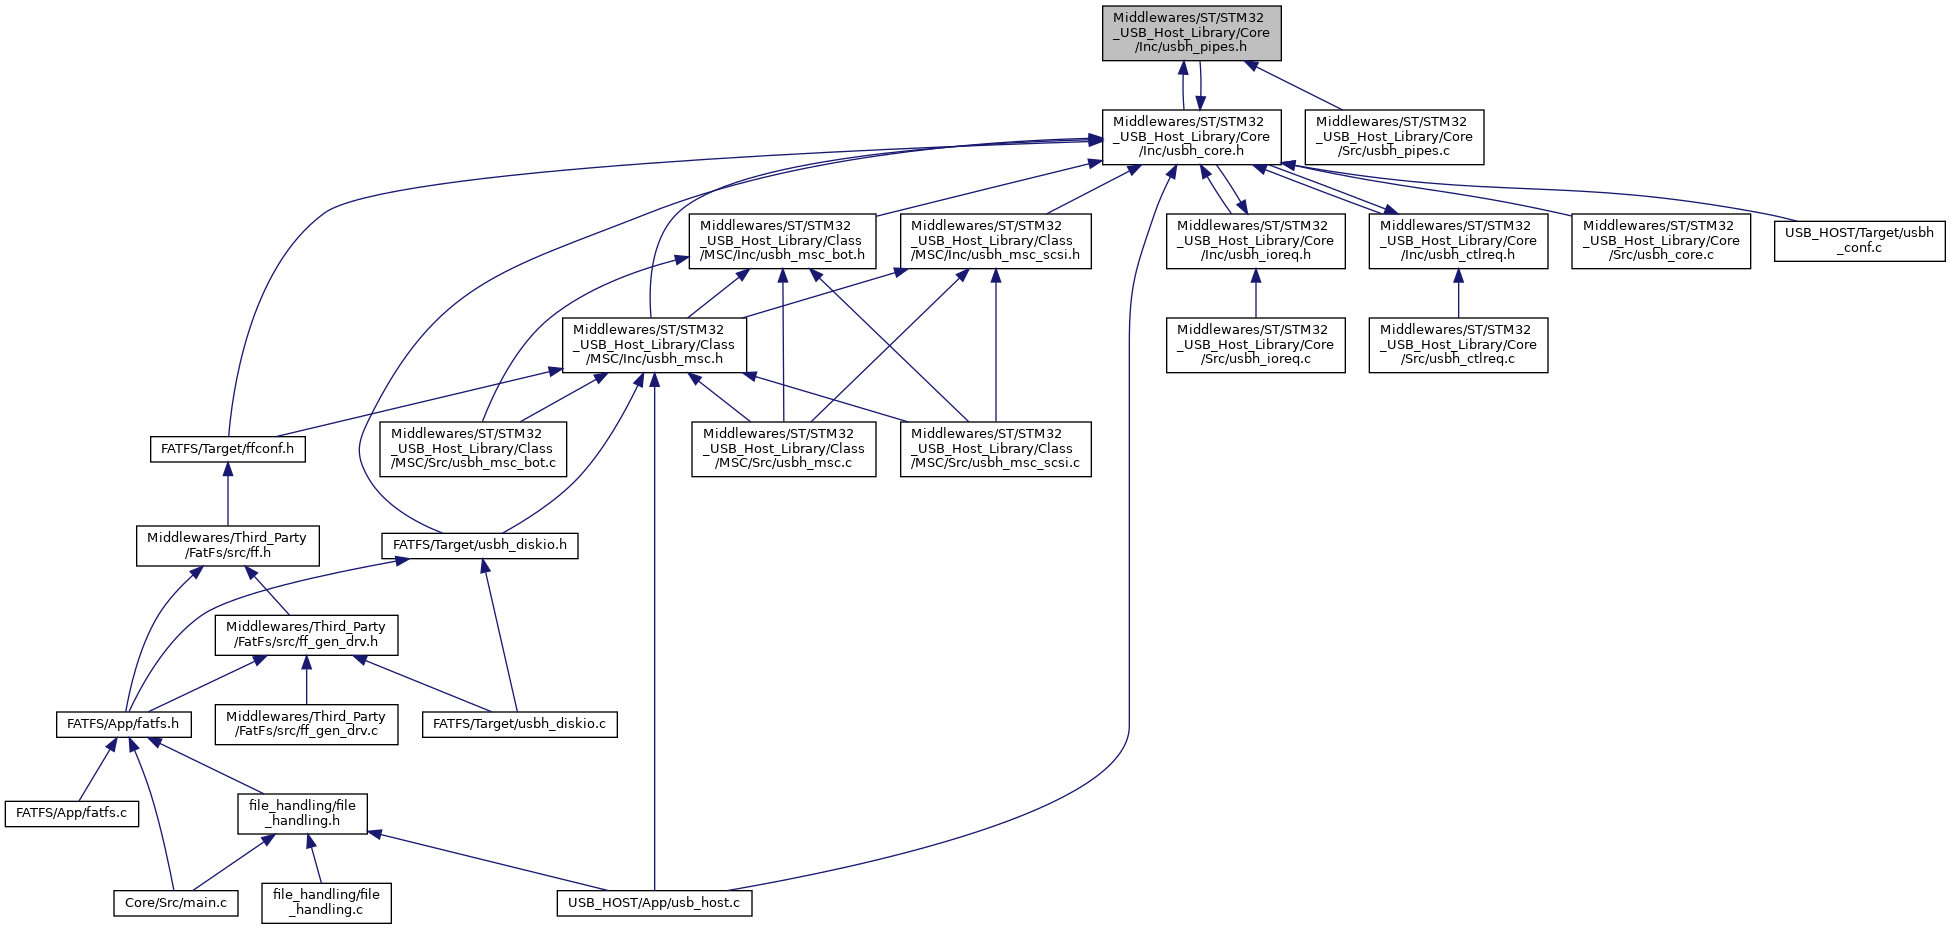 Middlewares/ST/STM32
_USB_Host_Library/Core
/Inc/usbh_pipes.h
Middlewares/ST/STM32
_USB_Host_Library/Core
/Inc/usbh_core.h
Middlewares/ST/STM32
_USB_Host_Library/Core
/Src/usbh_pipes.c
Middlewares/ST/STM32
_USB_Host_Library/Class
/MSC/Inc/usbh_msc_bot.h
Middlewares/ST/STM32
_USB_Host_Library/Class
/MSC/Inc/usbh_msc_scsi.h
Middlewares/ST/STM32
_USB_Host_Library/Core
/Inc/usbh_ioreq.h
Middlewares/ST/STM32
_USB_Host_Library/Core
/Inc/usbh_ctlreq.h
Middlewares/ST/STM32
_USB_Host_Library/Core
/Src/usbh_core.c
USB_HOST/Target/usbh
_conf.c
Middlewares/ST/STM32
_USB_Host_Library/Class
/MSC/Inc/usbh_msc.h
Middlewares/ST/STM32
_USB_Host_Library/Core
/Src/usbh_ioreq.c
Middlewares/ST/STM32
_USB_Host_Library/Core
/Src/usbh_ctlreq.c
FATFS/Target/ffconf.h
Middlewares/ST/STM32
_USB_Host_Library/Class
/MSC/Src/usbh_msc_bot.c
Middlewares/ST/STM32
_USB_Host_Library/Class
/MSC/Src/usbh_msc.c
Middlewares/ST/STM32
_USB_Host_Library/Class
/MSC/Src/usbh_msc_scsi.c
Middlewares/Third_Party
/FatFs/src/ff.h
FATFS/Target/usbh_diskio.h
Middlewares/Third_Party
/FatFs/src/ff_gen_drv.h
FATFS/App/fatfs.h
Middlewares/Third_Party
/FatFs/src/ff_gen_drv.c
FATFS/Target/usbh_diskio.c
FATFS/App/fatfs.c
file_handling/file
_handling.h
Core/Src/main.c
file_handling/file
_handling.c
USB_HOST/App/usb_host.c